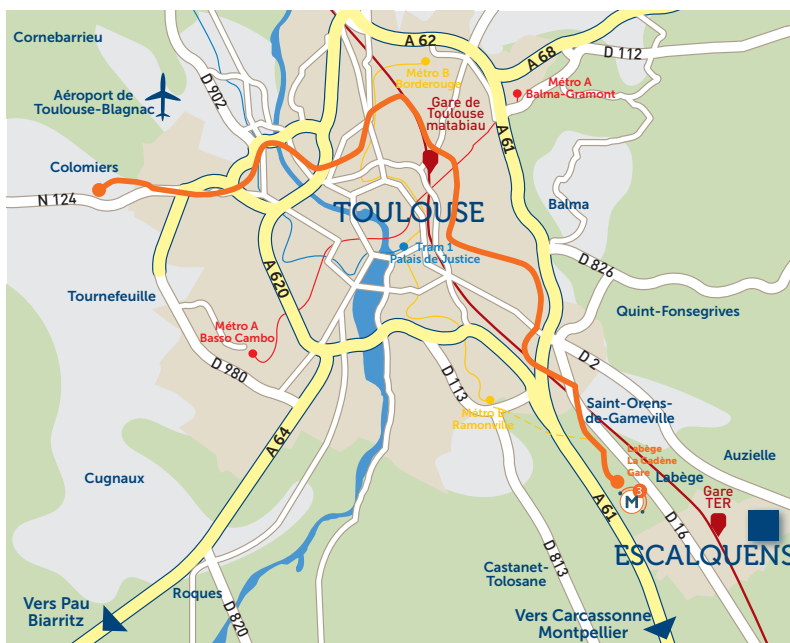 Cornebarrieu
A 62
A 68
D 112
Métro B
Borderouge
Métro A
Balma-Gramont
Aéroport de
Toulouse-Blagnac
D 902
Gare de
Toulouse
matabiau
A 61
Colomiers
N 124
TOULOUSE
Balma
Tram 1
Palais de Justice
D 826
A 620
Tournefeuille
Quint-Fonsegrives
Métro A
Basso Cambo
D 980
D 2
D 113
Métro B
Ramonville
Saint-Orens-
de-Gameville
A 64
Labège
La Cadène
Gare
Auzielle
Cugnaux
Labège
3
M
A 61
Gare
TER
D 16
ESCALQUENS
D 813
Castanet-
Tolosane
Roques
Vers Pau
Biarritz
D 820
Vers Carcassonne
Montpellier